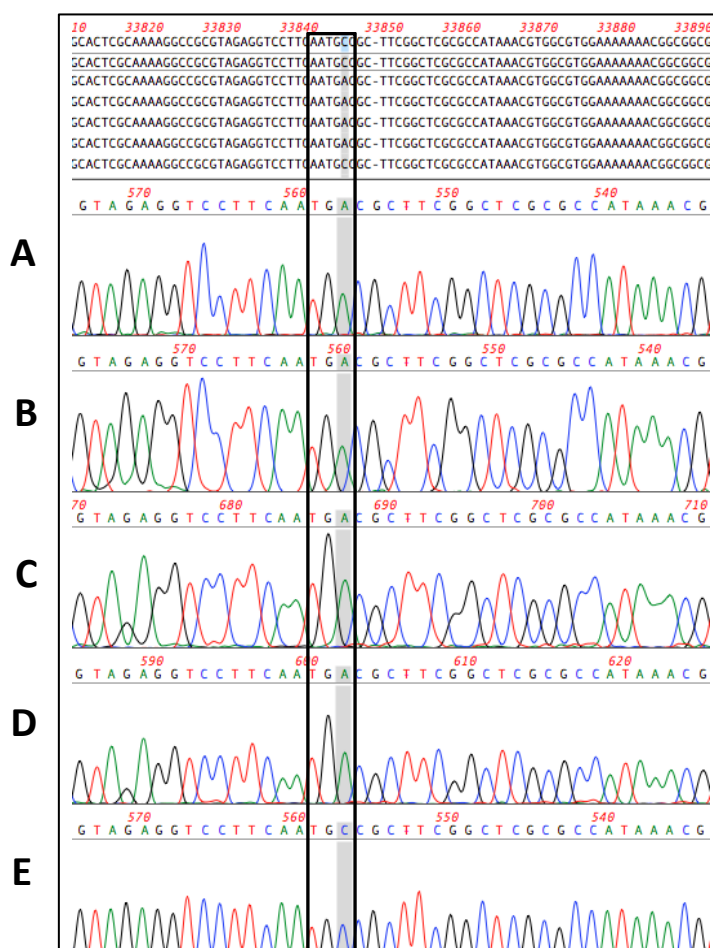 10 33820 33830 33840 33850 33860 33870 33880 33890
GCACTCGCAAAAGGCCGCGTAGAGGTCCTTCAATGCCGC-TTCGGCTCGCGCCATAAACGTGGCGTGGAAAAAAACGGCGGCG
GCACTCGCAAAAGGCCGCGTAGAGGTCCTTCAATGCCGC-TTCGGCTCGCGCCATAAACGTGGCGTGGAAAAAAACGGCGGCG
GCACTCGCAAAAGGCCGCGTAGAGGTCCTTCAATGACGC-TTCGGCTCGCGCCATAAACGTGGCGTGGAAAAAAACGGCGGCG
GCACTCGCAAAAGGCCGCGTAGAGGTCCTTCAATGACGC-TTCGGCTCGCGCCATAAACGTGGCGTGGAAAAAAACGGCGGCG
GCACTCGCAAAAGGCCGCGTAGAGGTCCTTCAATGACGC-TTCGGCTCGCGCCATAAACGTGGCGTGGAAAAAAACGGCGGCG
GCACTCGCAAAAGGCCGCGTAGAGGTCCTTCAATGACGC-TTCGGCTCGCGCCATAAACGTGGCGTGGAAAAAAACGGCGGCG
GCACTCGCAAAAGGCCGCGTAGAGGTCCTTCAATGCCGC-TTCGGCTCGCGCCATAAACGTGGCGTGGAAAAAAACGGCGGCG
570 560 550 540
G T A G A G G T C C T T C A A T G A C G C T T C G G C T C G C G C C A T A A A C G
A
570 560 550 540
G T A G A G G T C C T T C A A T G A C G C T T C G G C T C G C G C C A T A A A C G
B
70 680 690 700 710
G T A G A G G T C C T T C A A T G A C G C T T C G G C T C G C G C C A T A A A C G
C
590 600 610 620
G T A G A G G T C C T T C A A T G A C G C T T C G G C T C G C G C C A T A A A C G
D
570 560 550 540
G T A G A G G T C C T T C A A T G C C G C T T C G G C T C G C G C C A T A A A C G
E